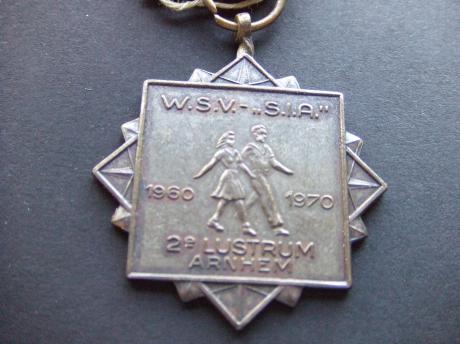 W.S.V.-„S.I.A."
1960 1970
2e LUSTRUM
ARNHEM